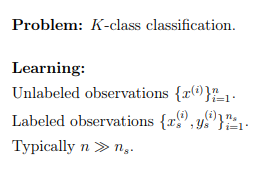 Problem: K-class classification.
Learning:
Unlabeled observations {x^{(i)}}_{i=1}^{n}.
Labeled observations {x_s^{(i)}, y_s^{(i)}}_{i=1}^{n_s}.
Typically n ≫ n_s.